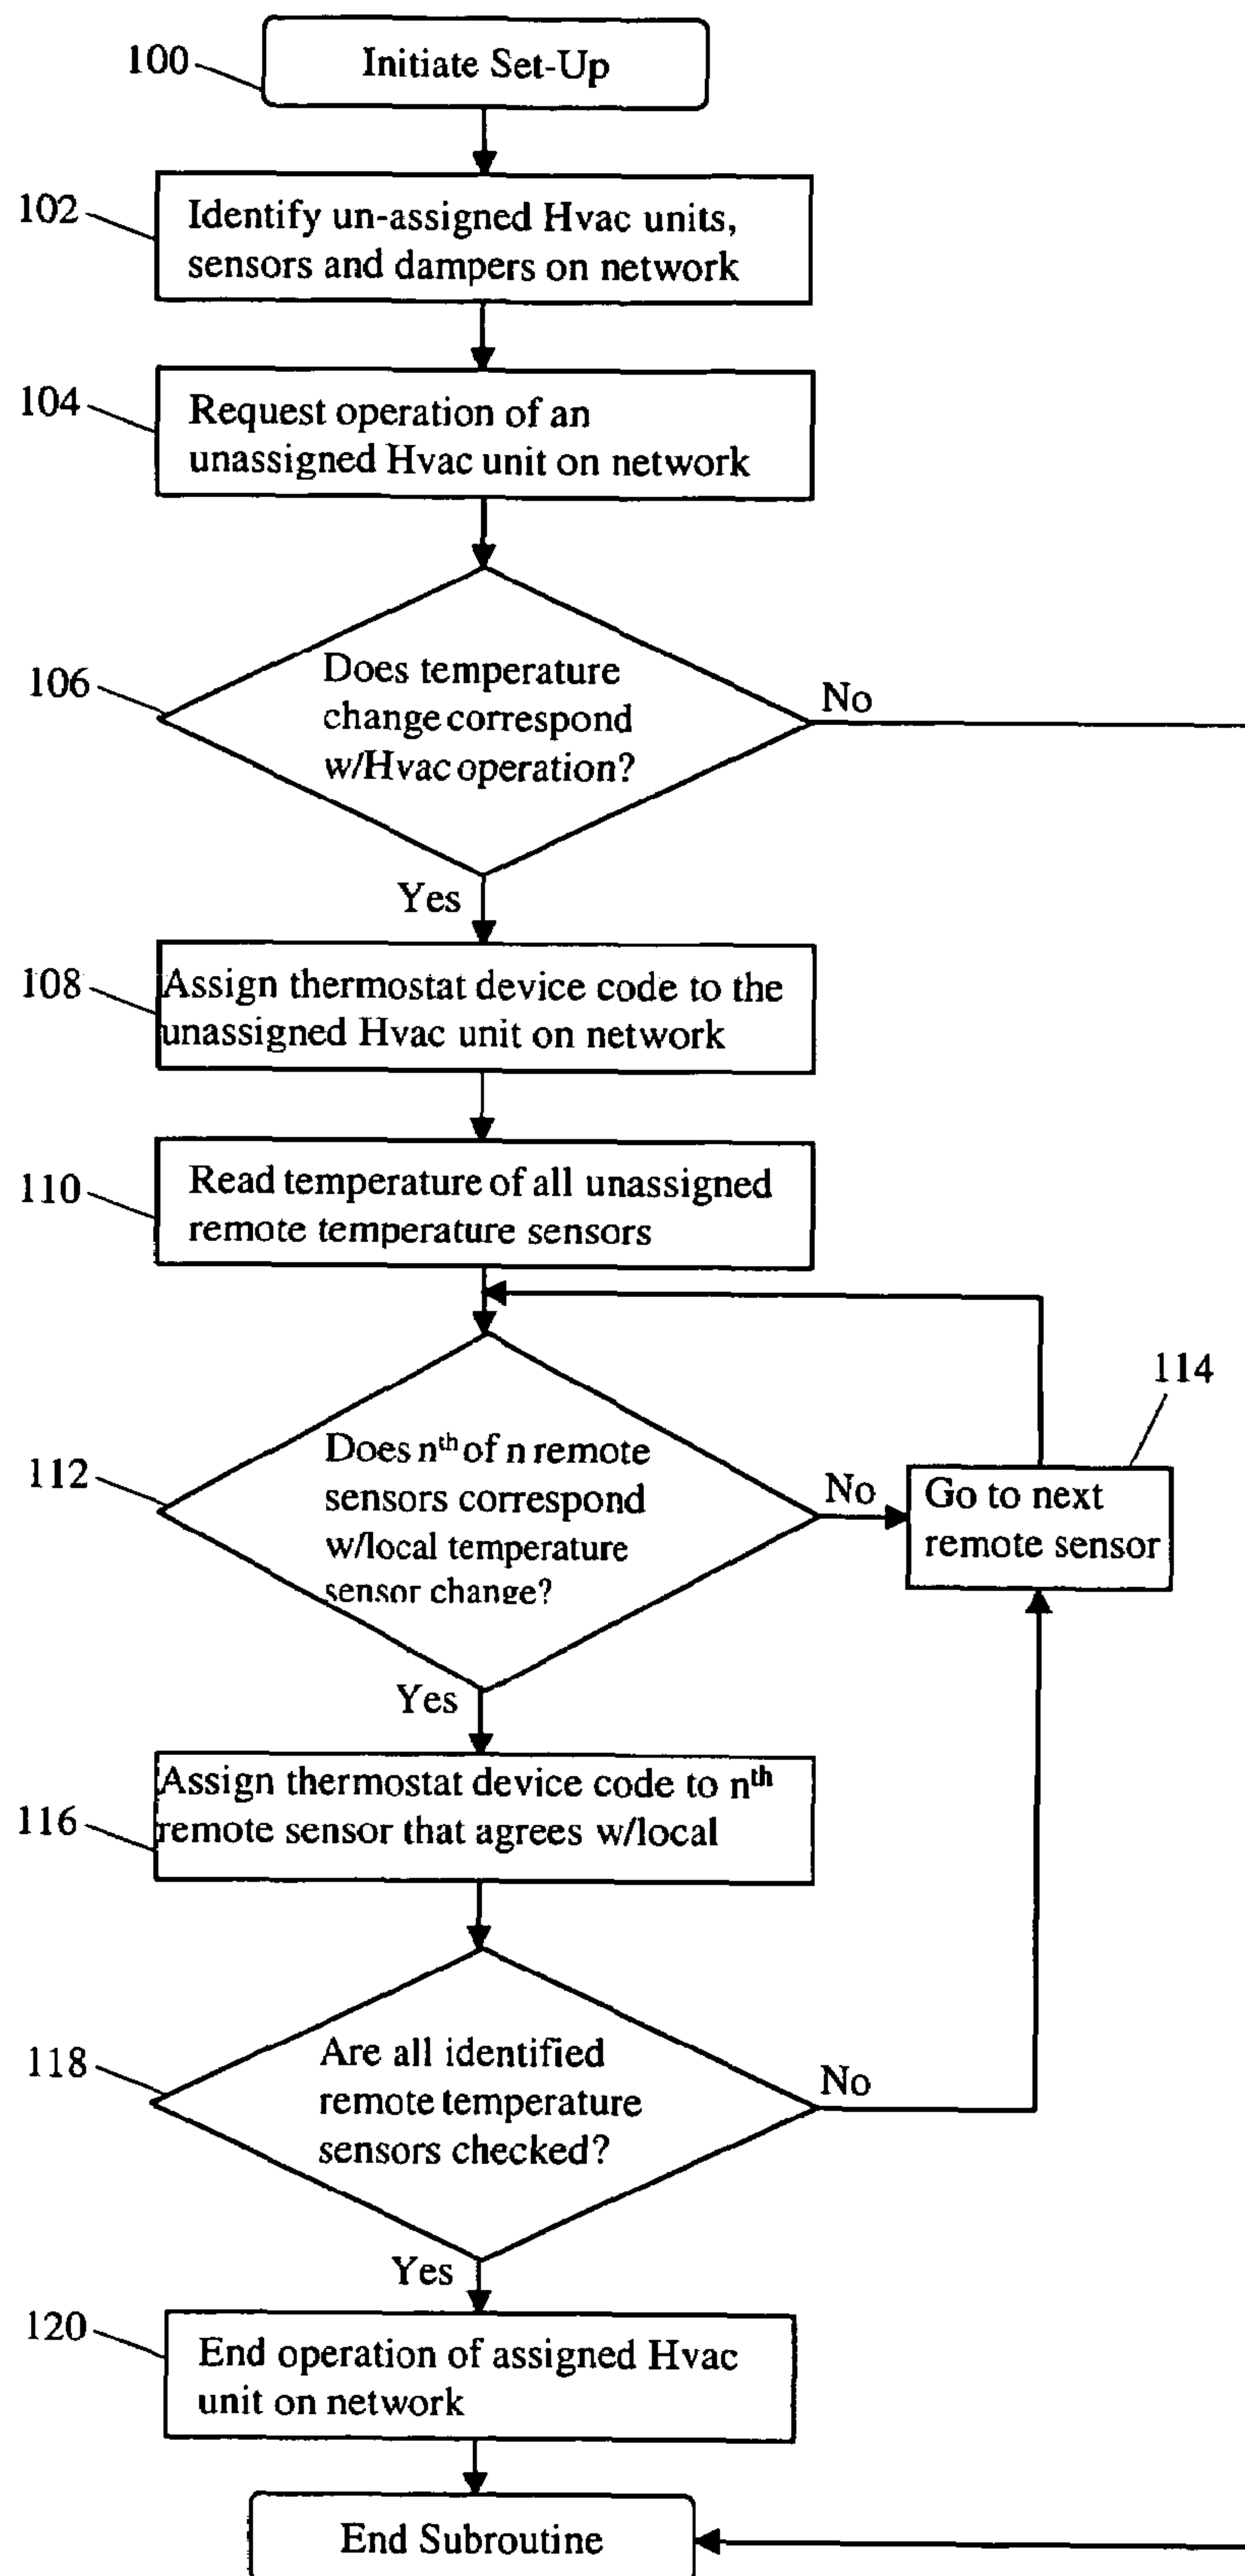 100
Initiate Set-Up
102
Identify un-assigned Hvac units,
sensors and dampers on network
104
Request operation of an
unassigned Hvac unit on network
106
Does temperature
change correspond
w/Hvac operation?
No
Yes
108
Assign thermostat device code to the
unassigned Hvac unit on network
110
Read temperature of all unassigned
remote temperature sensors
114
112
Does nth of n remote
sensors correspond
w/local temperature
sensor change?
No
Go to next
remote sensor
Yes
116
Assign thermostat device code to nth
remote sensor that agrees w/local
118
Are all identified
remote temperature
sensors checked?
No
Yes
120
End operation of assigned Hvac
unit on network
End Subroutine